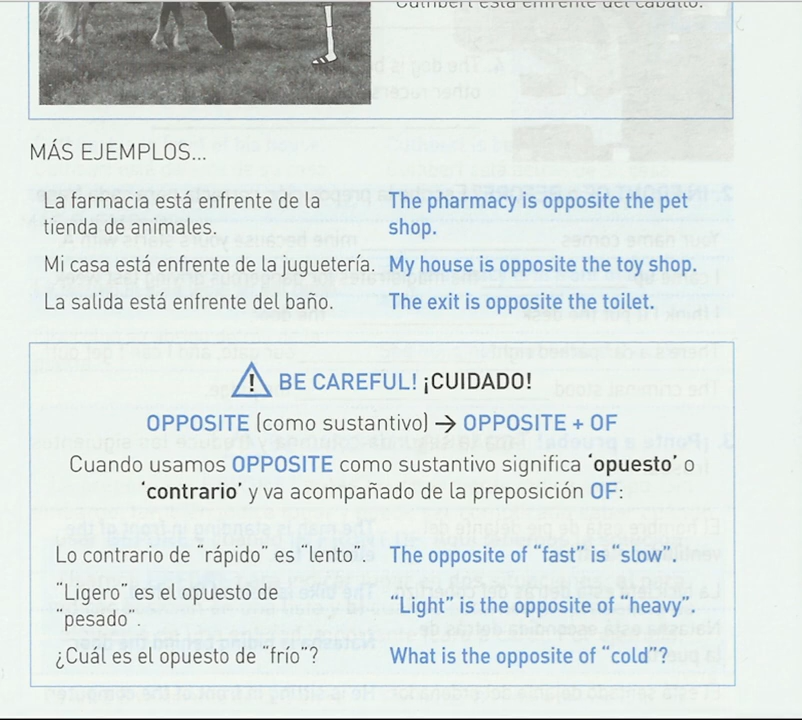 Cuthbert está enfrente del caballo.
MÁS EJEMPLOS...
La farmacia está enfrente de la
tienda de animales.
The pharmacy is opposite the pet
shop.
Mi casa está enfrente de la juguetería.
My house is opposite the toy shop.
La salida está enfrente del baño.
The exit is opposite the toilet.
! BE CAREFUL! ¡CUIDADO!
OPPOSITE (como sustantivo) → OPPOSITE + OF
Cuando usamos OPPOSITE como sustantivo significa ‘opuesto’ o
‘contrario’ y va acompañado de la preposición OF:
Lo contrario de “rápido” es “lento”.
The opposite of “fast” is “slow”.
“Ligero” es el opuesto de
“pesado”.
“Light” is the opposite of “heavy”.
¿Cuál es el opuesto de “frío”?
What is the opposite of “cold”?